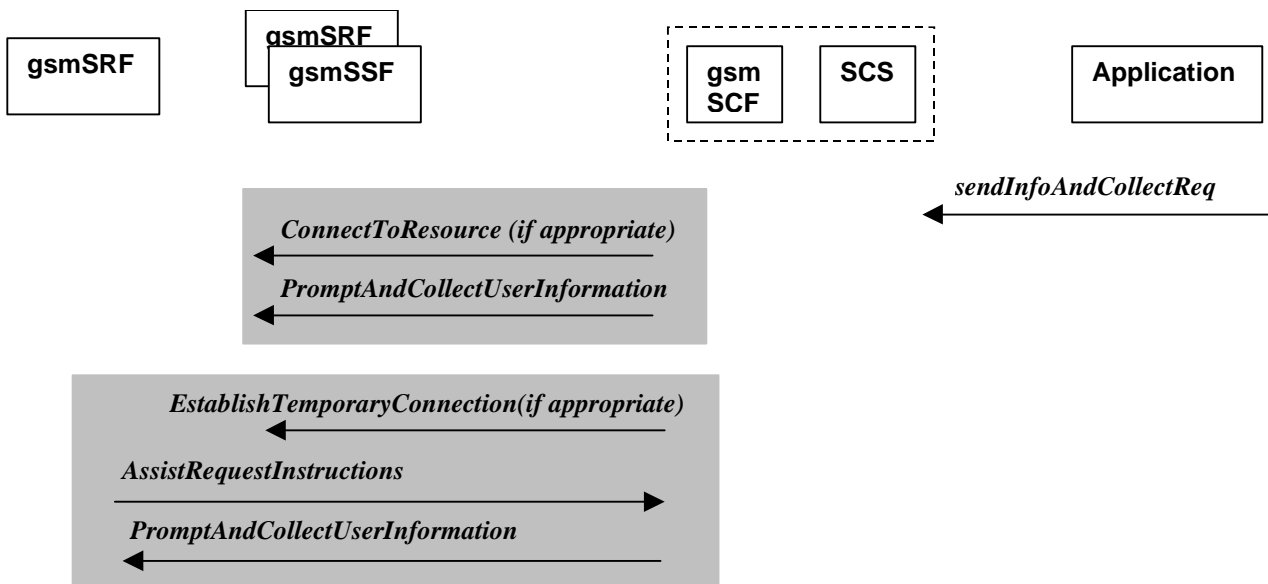 gsmSRF
gsmSRF
gsmSSF
gsm
SCF
SCS
Application
sendInfoAndCollectReq
ConnectToResource (if appropriate)
PromptAndCollectUserInformation
EstablishTemporaryConnection(if appropriate)
AssistRequestInstructions
PromptAndCollectUserInformation